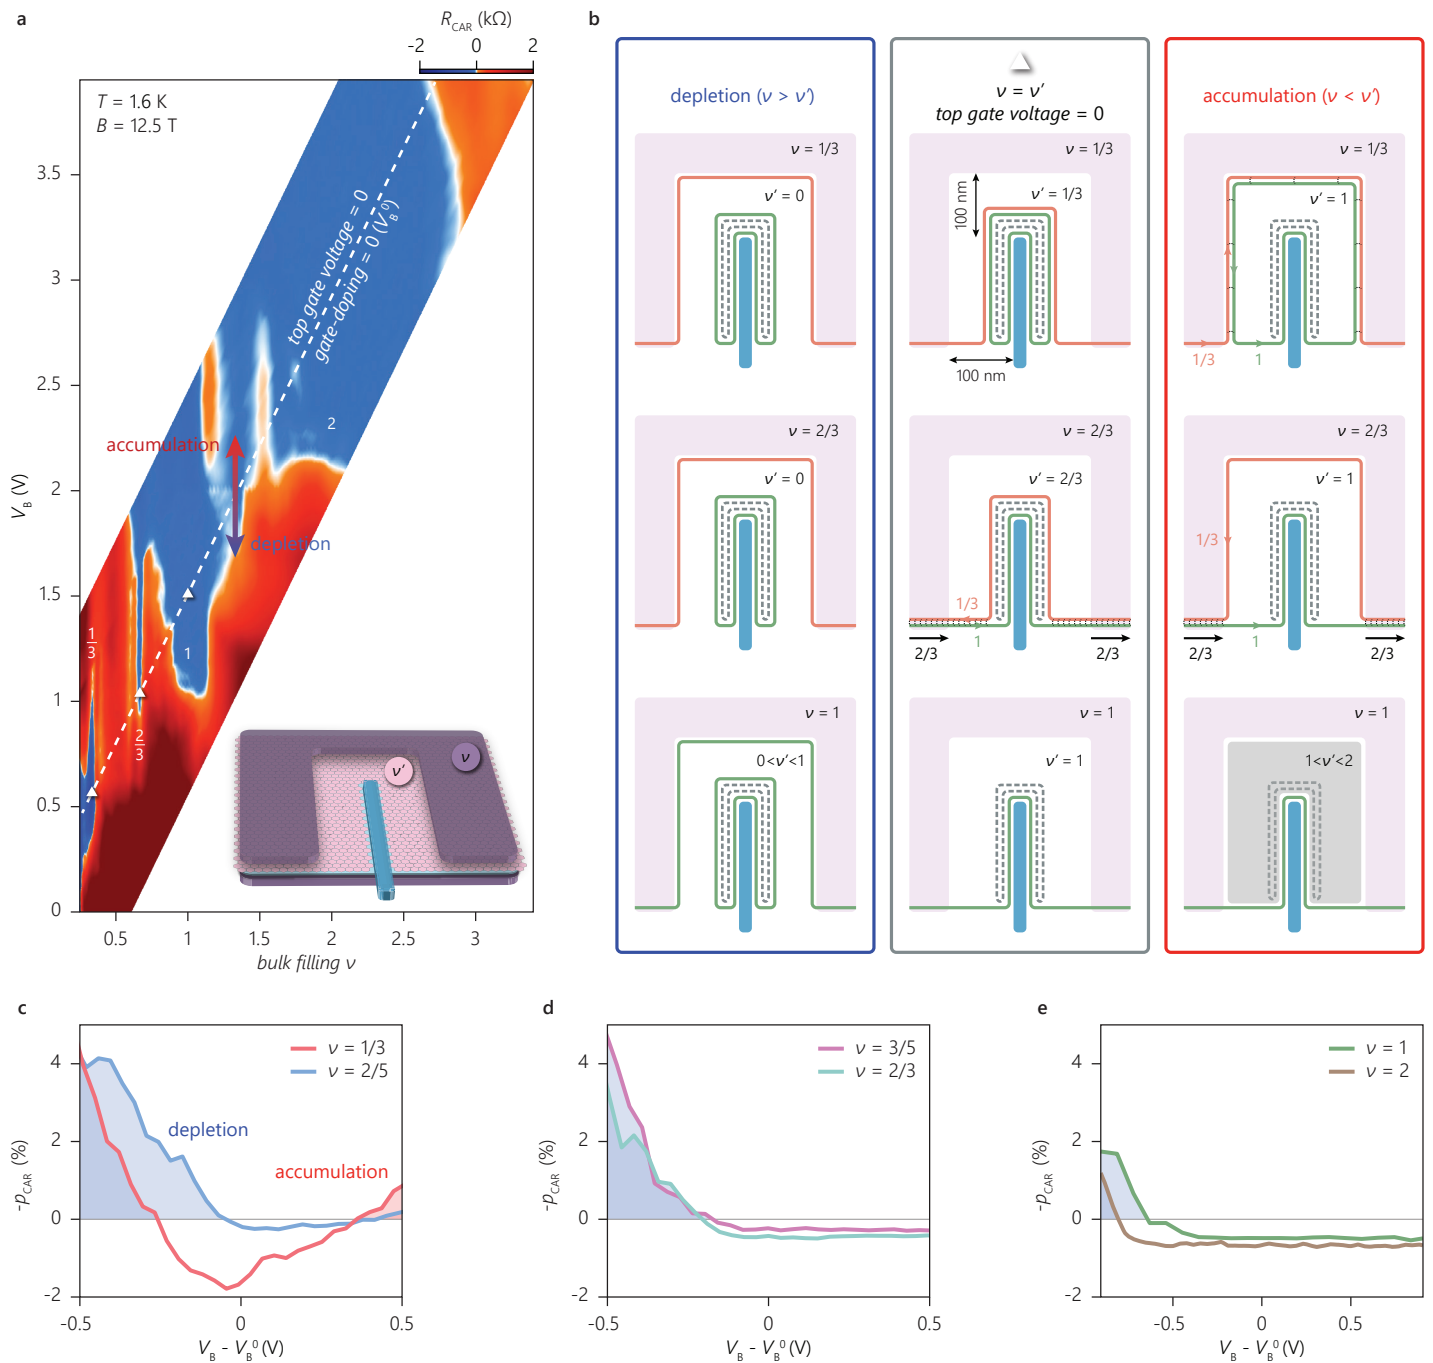 a
R_CAR (kΩ)
-2 0 2
T = 1.6 K
B = 12.5 T
top gate voltage = 0
gate-doping = 0 (V_B^0)
accumulation
depletion
2
1
1/3
2/3
ν′
ν
V_B (V)
3.5
3
2.5
2
1.5
1
0.5
0
0.5 1 1.5 2 2.5 3
bulk filling ν
b
depletion (ν > ν′)
ν = 1/3
ν′ = 0
ν = 2/3
ν′ = 0
ν = 1
0<ν′<1
ν = ν′
top gate voltage = 0
ν = 1/3
ν′ = 1/3
100 nm
100 nm
ν = 2/3
ν′ = 2/3
1/3
1
2/3 2/3
ν = 1
ν′ = 1
accumulation (ν < ν′)
ν = 1/3
ν′ = 1
1/3 1
ν = 2/3
ν′ = 1
1/3
1
2/3 2/3
ν = 1
1<ν′<2
c
-p_CAR (%)
4
2
0
-2
ν = 1/3
ν = 2/5
depletion
accumulation
-0.5 0 0.5
V_B - V_B^0 (V)
d
-p_CAR (%)
4
2
0
-2
ν = 3/5
ν = 2/3
-0.5 0 0.5
V_B - V_B^0 (V)
e
-p_CAR (%)
4
2
0
-2
ν = 1
ν = 2
-0.5 0 0.5
V_B - V_B^0 (V)